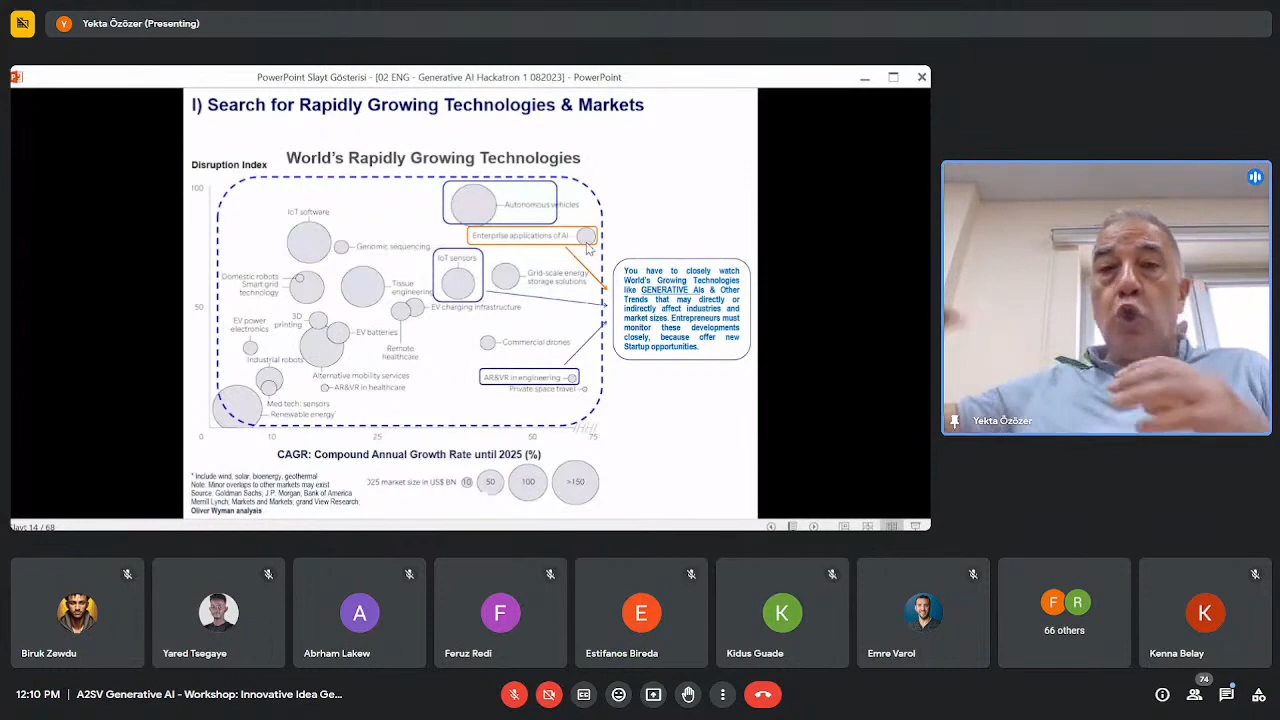 Y
Yekta Özözer (Presenting)
PowerPoint Slayt Gösterisi - [02 ENG - Generative AI Hackatron 1 082023] - PowerPoint
I) Search for Rapidly Growing Technologies & Markets
Disruption Index
World's Rapidly Growing Technologies
100
Autonomous vehicles
IoT software
Enterprise applications of AI
Genomic sequencing
IoT sensors
Domestic robots
Smart grid
technology
Grid-scale energy
storage solutions
Tissue
engineering
50
EV charging infrastructure
EV power
electronics
3D
printing
EV batteries
Remote
healthcare
Commercial drones
Industrial robots
Alternative mobility services
AR&VR in engineering
AR&VR in healthcare
Private space travel
Med tech: sensors
Renewable energy*
0
10
25
50
75
CAGR: Compound Annual Growth Rate until 2025 (%)
You have to closely watch
World's Growing Technologies
like GENERATIVE AIs & Other
Trends that may directly or
indirectly affect industries and
market sizes. Entrepreneurs must
monitor these developments
closely, because offer new
Startup opportunities.
* Include wind, solar, bioenergy, geothermal
Note: Minor overlaps to other markets may exist
Source: Goldman Sachs; J.P. Morgan, Bank of America
Merrill Lynch; Markets and Markets, grand View Research;
Oliver Wyman analysis
025 market size in US$ BN
10
50
100
>150
layt 14 / 68
Yekta Özözer
Biruk Zewdu
Yared Tsegaye
A
Abrham Lakew
F
Feruz Redi
E
Estifanos Bireda
K
Kidus Guade
Emre Varol
F
R
66 others
K
Kenna Belay
12:10 PM | A2SV Generative AI - Workshop: Innovative Idea Ge...
74